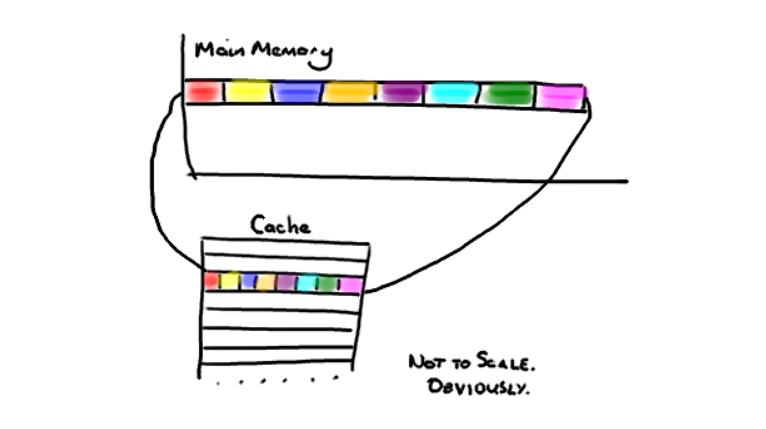 Main Memory
Cache
NOT TO SCALE.
OBVIOUSLY.